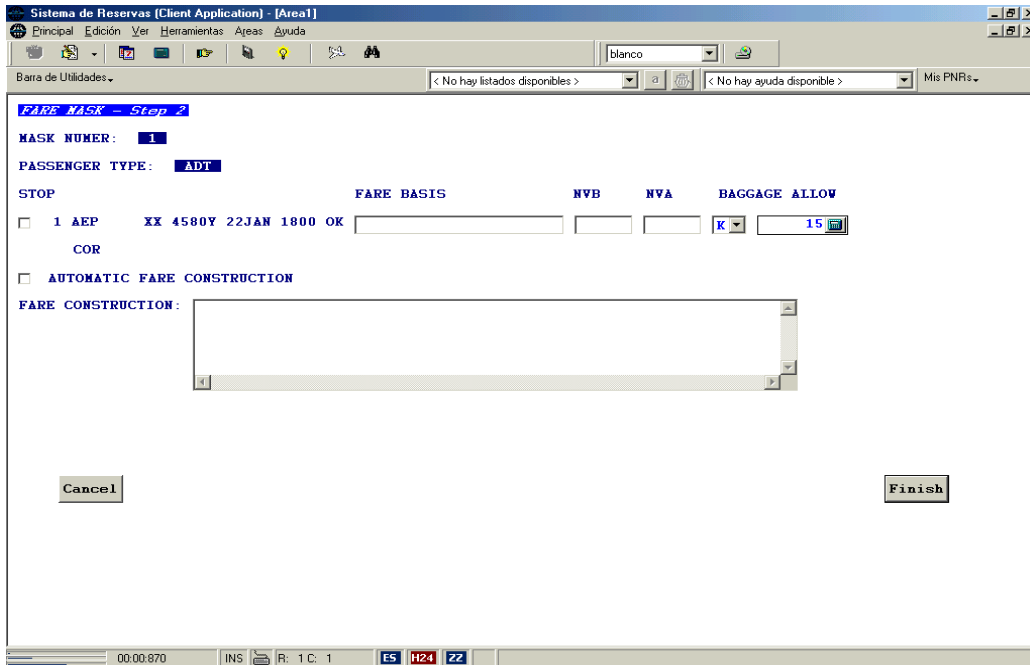 Sistema de Reservas (Client Application) - [Area1]
Principal Edición Ver Herramientas Areas Ayuda
blanco
Barra de Utilidades < No hay listados disponibles > a < No hay ayuda disponible > Mis PNRs
FARE MASK - Step 2
MASK NUMER: 1
PASSENGER TYPE: ADT
STOP FARE BASIS NVB NVA BAGGAGE ALLOW
1 AEP XX 4580Y 22JAN 1800 OK K 15
COR
AUTOMATIC FARE CONSTRUCTION
FARE CONSTRUCTION:
Cancel Finish
00:00:870 INS R: 1 C: 1 ES H24 ZZ